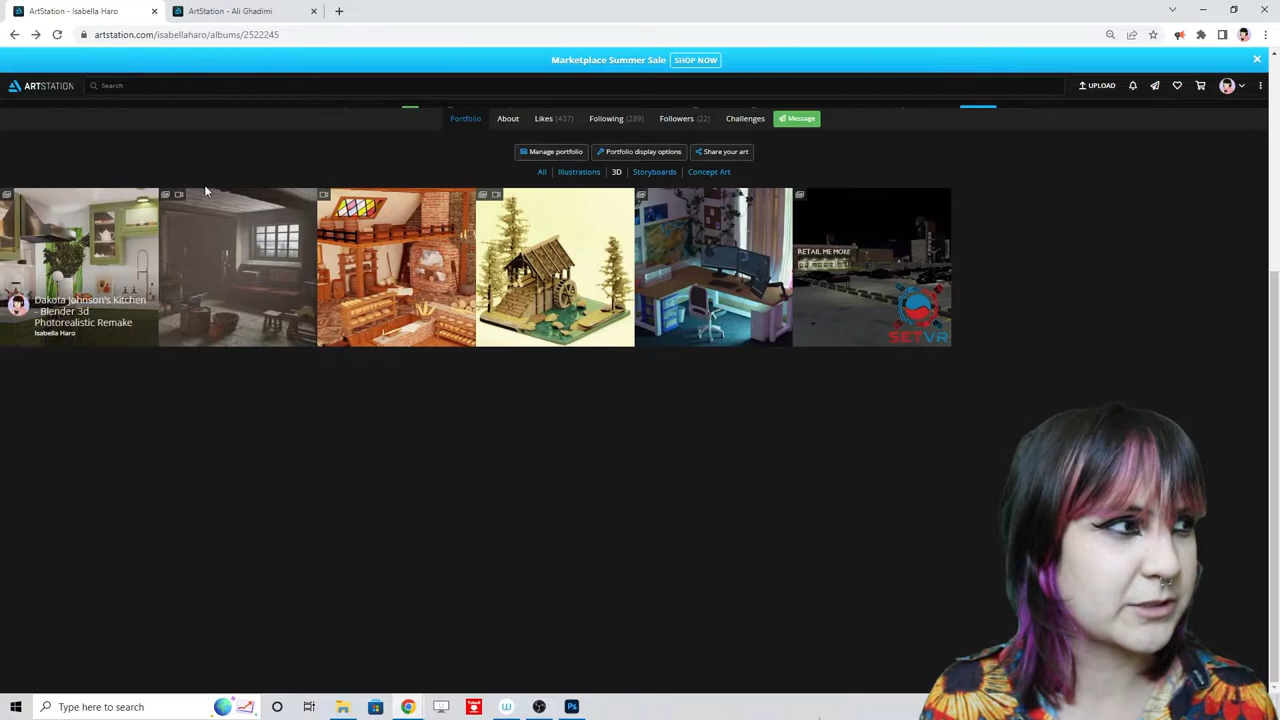 ArtStation - Isabella Haro
ArtStation - Ali Ghadimi
artstation.com/isabellaharo/albums/2522245
Marketplace Summer Sale SHOP NOW
ARTSTATION
Search
UPLOAD
Portfolio About Likes (437) Following (289) Followers (22) Challenges Message
Manage portfolio Portfolio display options Share your art
All Illustrations 3D Storyboards Concept Art
RETAIL ME MORE
Dakota Johnson's Kitchen
- Blender 3d
Photorealistic Remake
Isabella Haro
SETVR
Type here to search
Ps